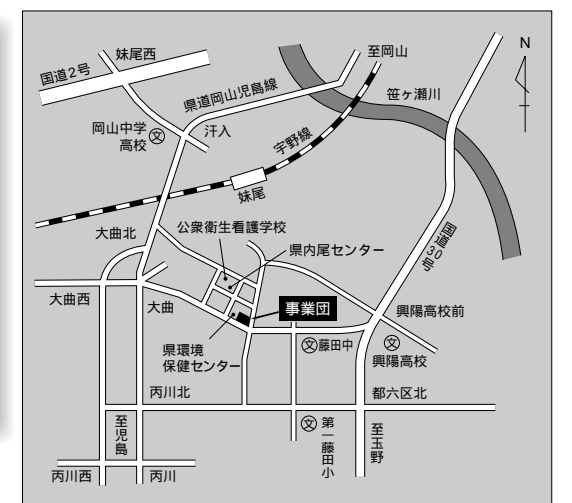 妹尾西
至岡山
N
国道2号
県道岡山児島線
笹ヶ瀬川
岡山中学
高校
文
汗入
宇野線
妹尾
公衆衛生看護学校
大曲北
県内尾センター
国道30号
大曲西
大曲
事業団
興陽高校前
県環境
保健センター
文藤田中
文
興陽高校
丙川北
都六区北
至児島
文
第一藤田小
至玉野
丙川西
丙川